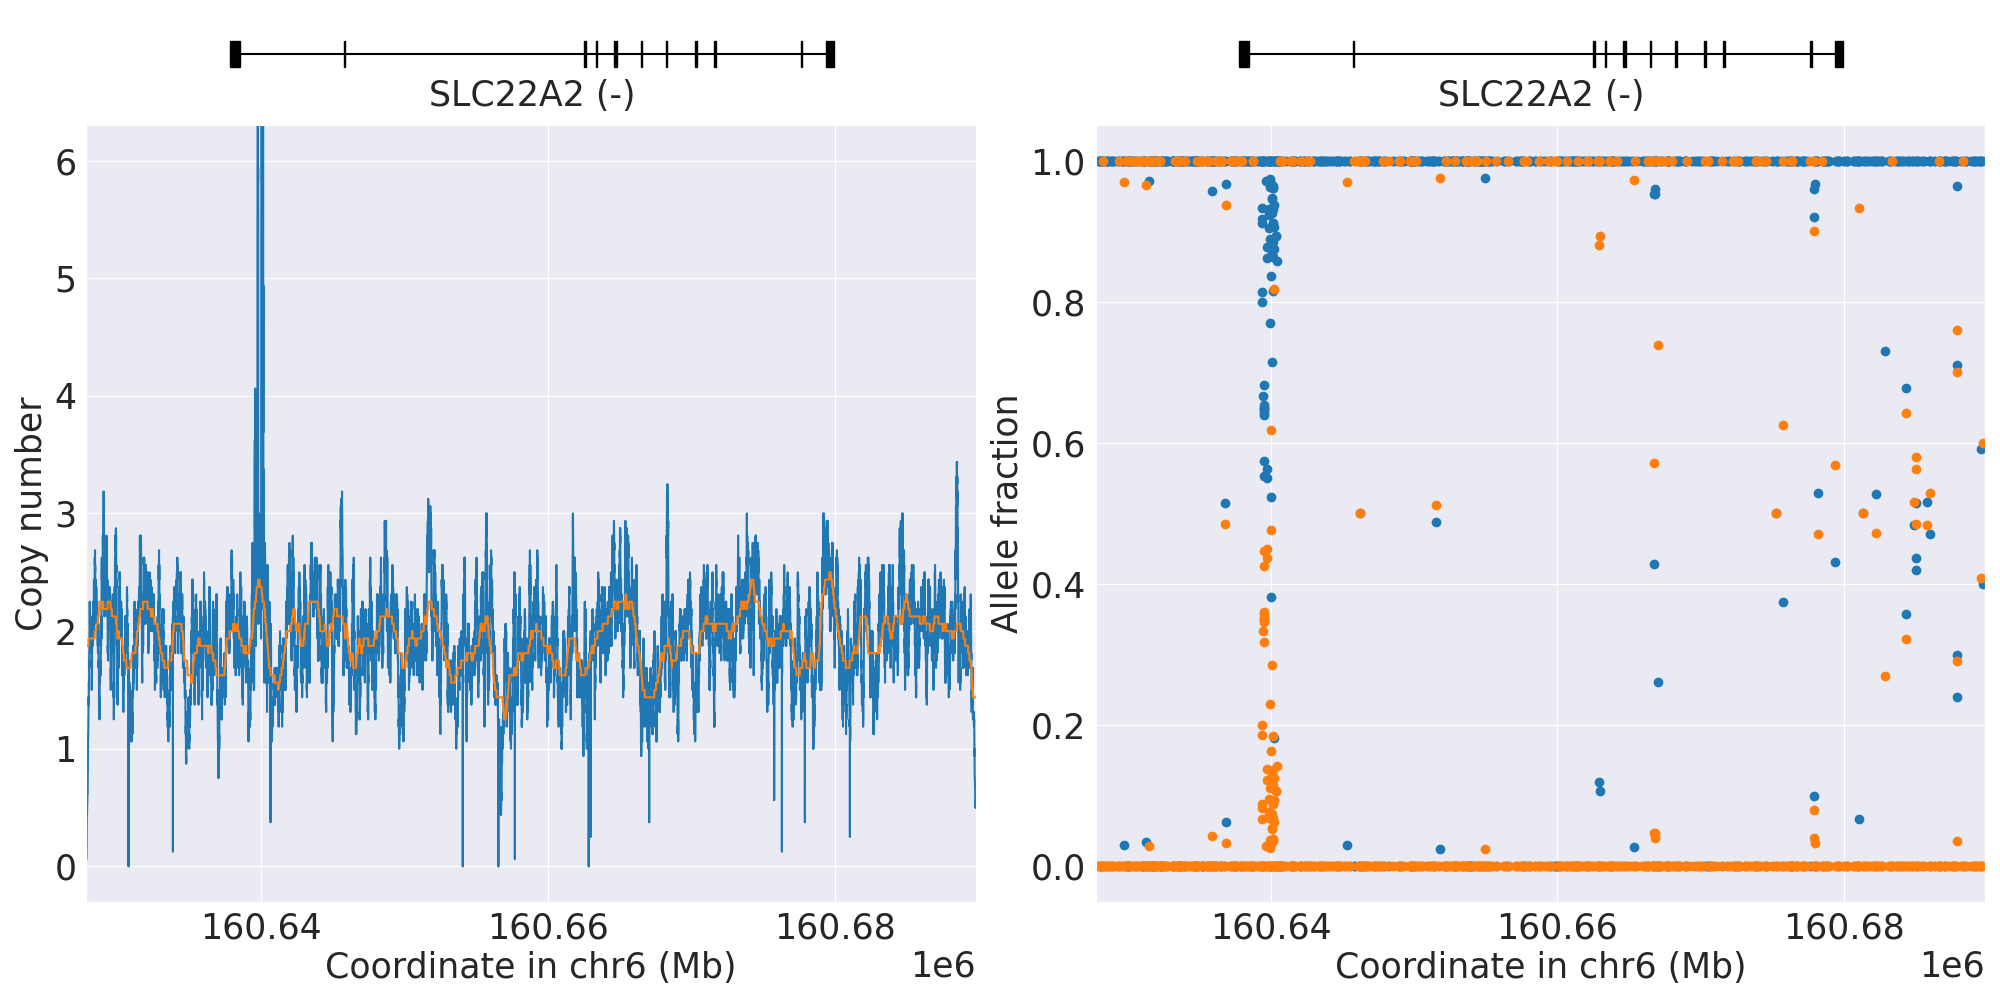 SLC22A2 (-)
SLC22A2 (-)
Copy number
6
5
4
3
2
1
0
160.64
160.66
160.68
Coordinate in chr6 (Mb)
1e6
Allele fraction
1.0
0.8
0.6
0.4
0.2
0.0
160.64
160.66
160.68
Coordinate in chr6 (Mb)
1e6